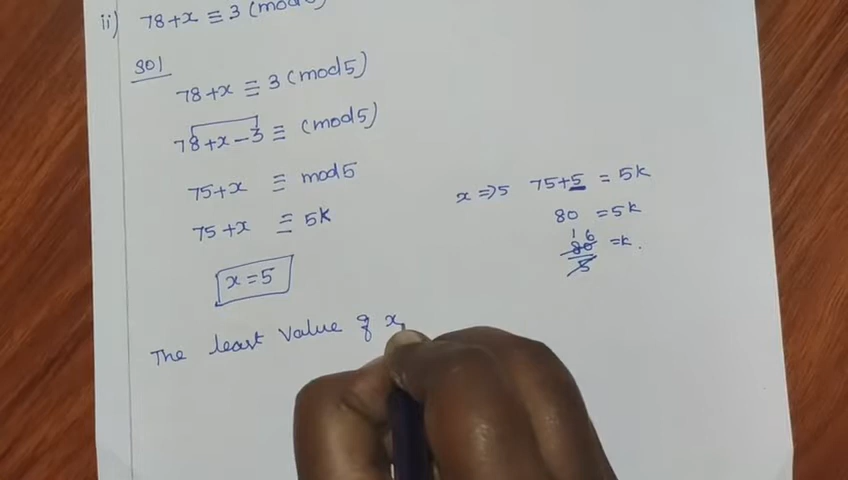 ii) 78+x ≡ 3 (mod
Sol
78+x ≡ 3 (mod5)
78+x-3 ≡ (mod5)
75+x ≡ mod5
75+x ≡ 5k
x = 5
x ⇒ 5 75+5 = 5k
80 = 5k
16
80/5 = k.
The least value of x